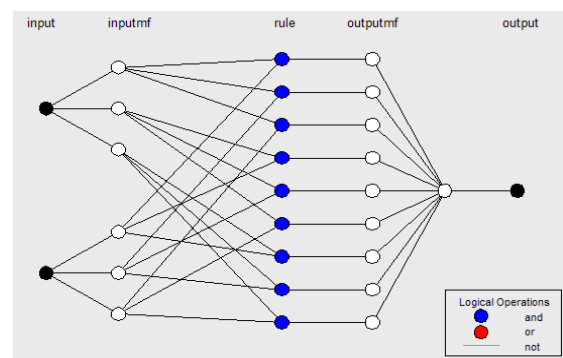 input inputmf rule outputmf output
Logical Operations
and
or
not